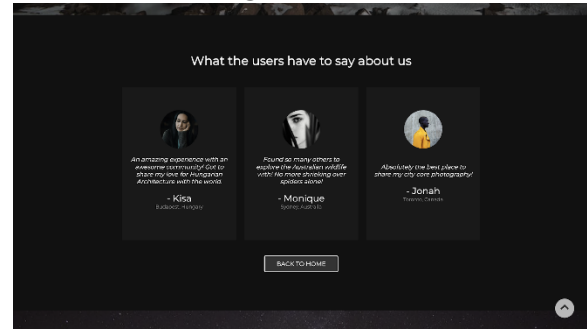 What the users have to say about us
An amazing experience with an
awesome community! Got to
share my love for Hungarian
Architecture with the world.
- Kisa
Budapest, Hungary
Found so many others to
explore the Australian wildlife
with! No more shrieking over
spiders alone!
- Monique
Sydney, Australia
Absolutely the best place to
share my city core photography!
- Jonah
Toronto, Canada
BACK TO HOME